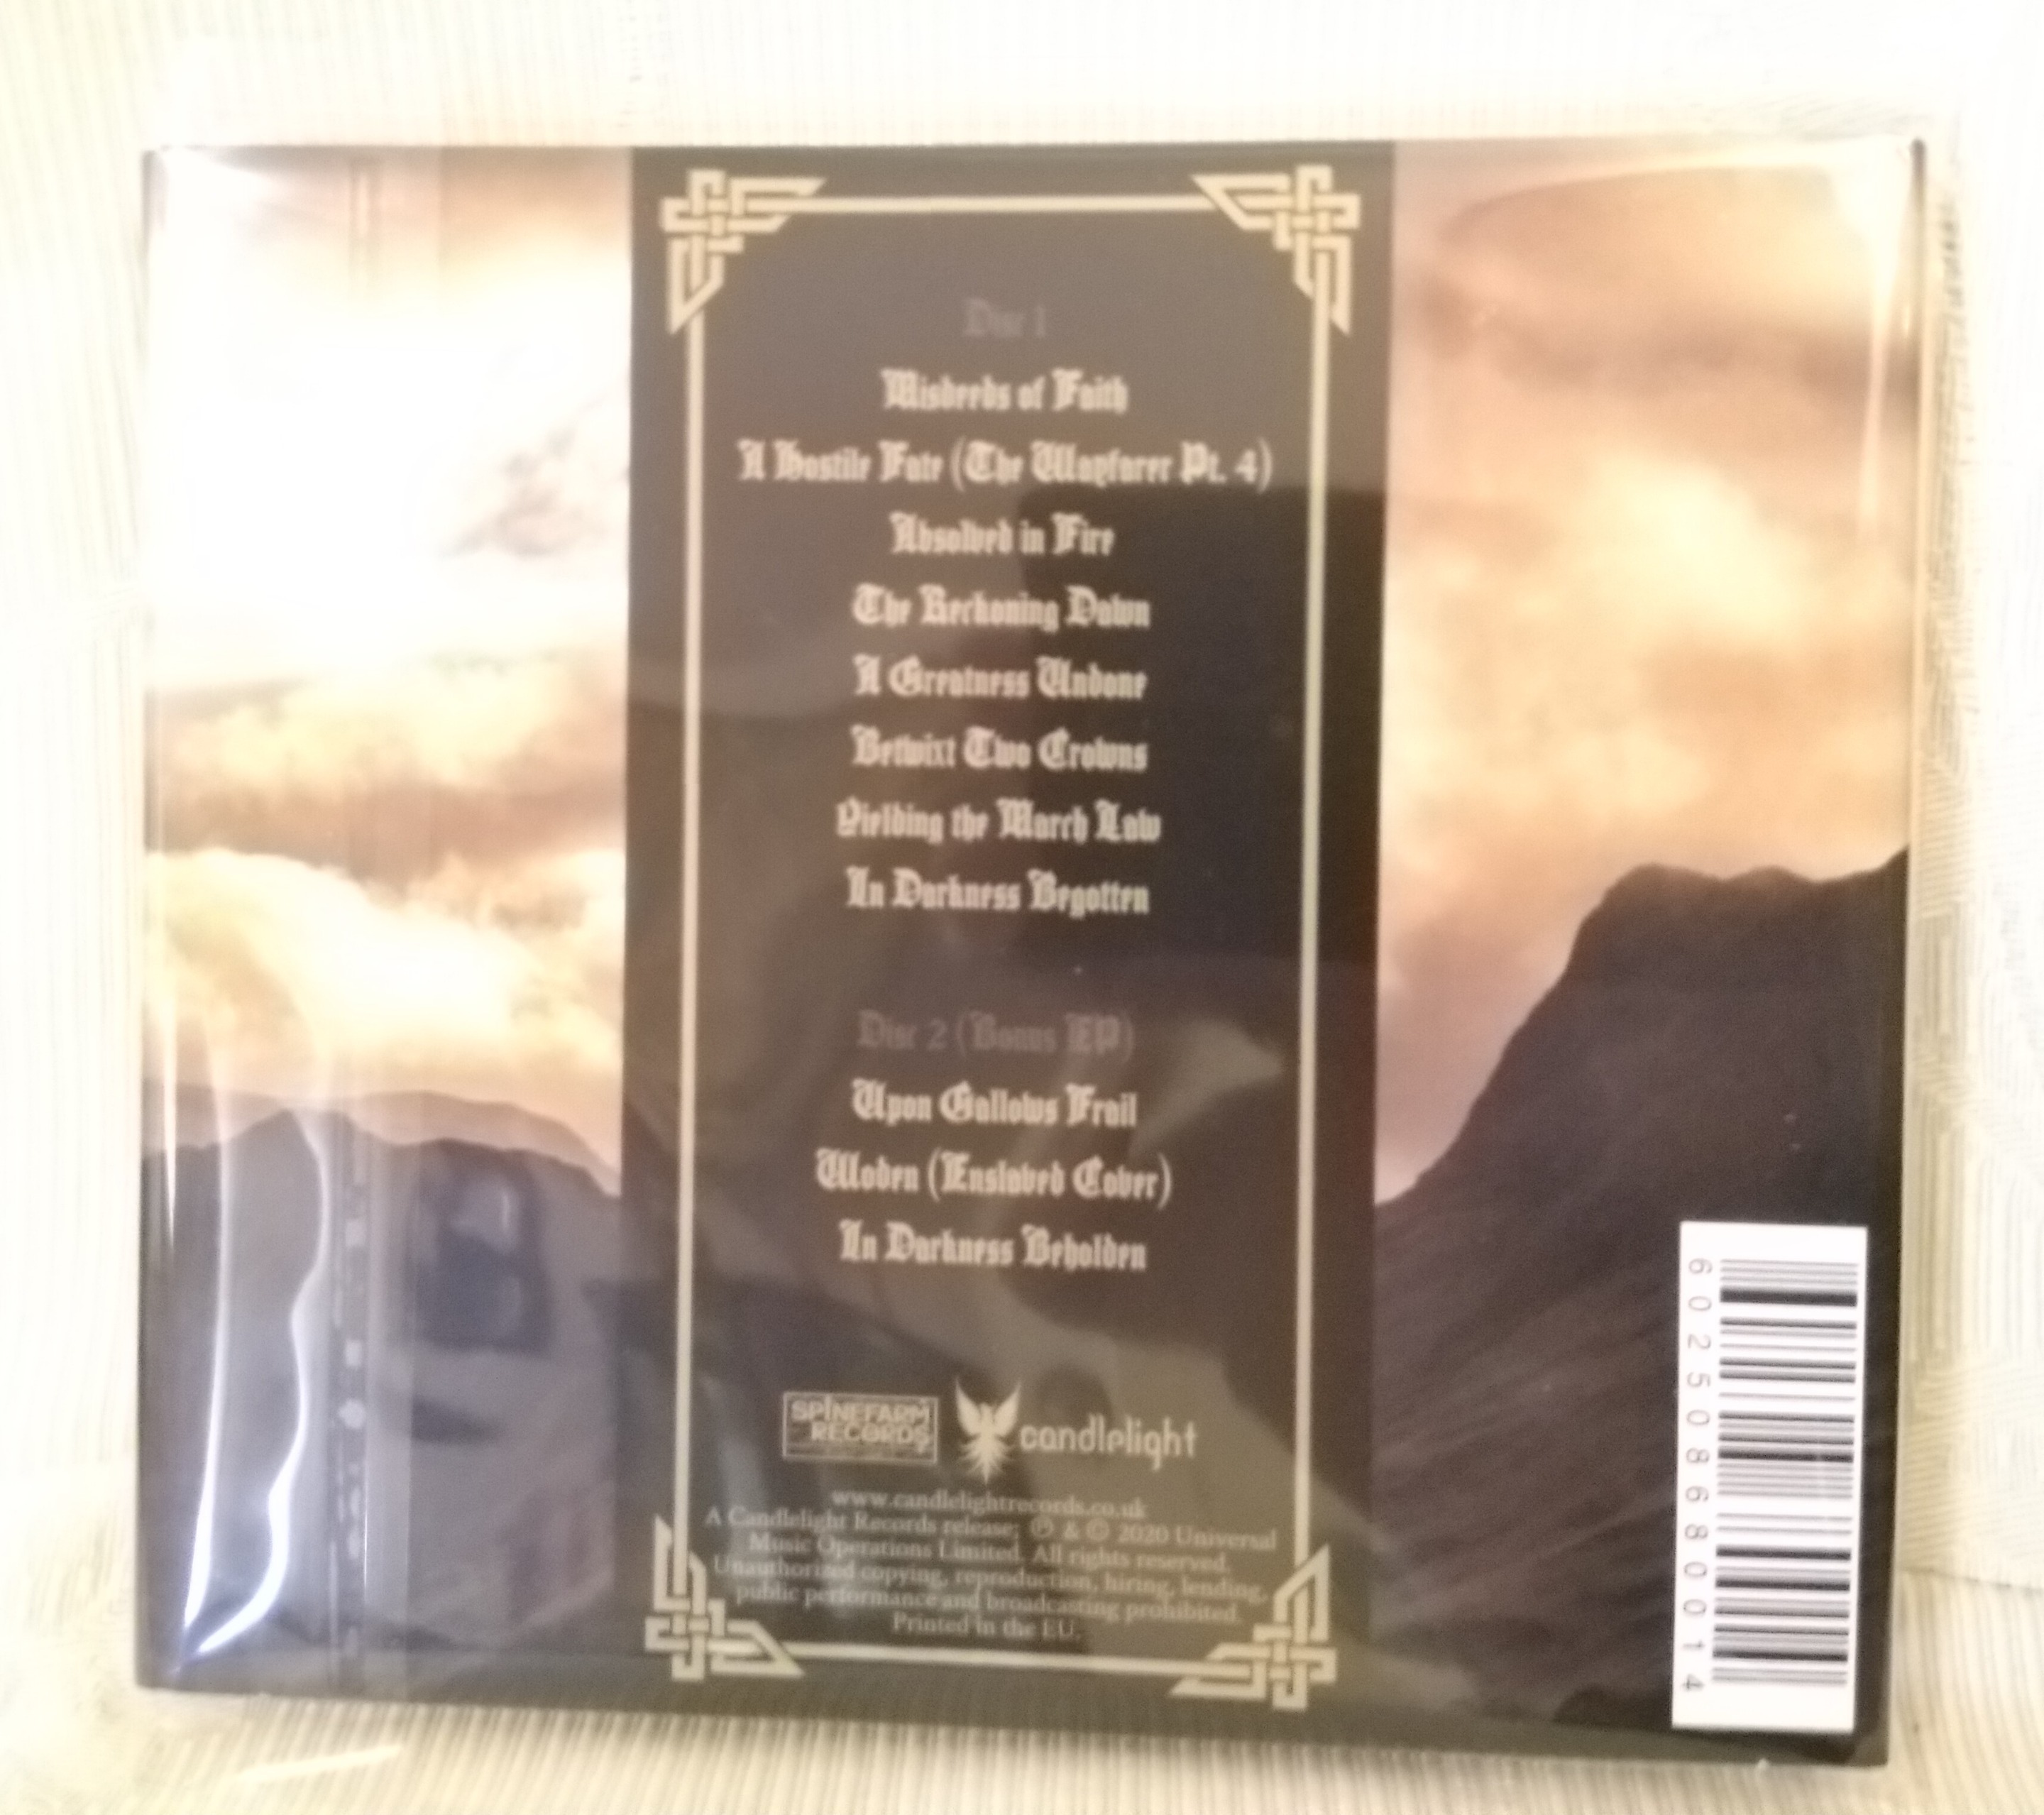 Disc 1
Misdeeds of Faith
A Hostile Fate (The Wayfarer Pt. 4)
Absolved in Fire
The Reckoning Dawn
A Greatness Undone
Betwixt Two Crowns
Yielding the March Law
In Darkness Begotten
Disc 2 (Bonus EP)
Upon Gallows Frail
Woden (Enslaved Cover)
In Darkness Beholden
SPINEFARM RECORDS
candlelight
www.candlelightrecords.co.uk
A Candlelight Records release; ℗ & © 2020 Universal
Music Operations Limited. All rights reserved.
Unauthorized copying, reproduction, hiring, lending,
public performance and broadcasting prohibited.
Printed in the EU.
602508680014